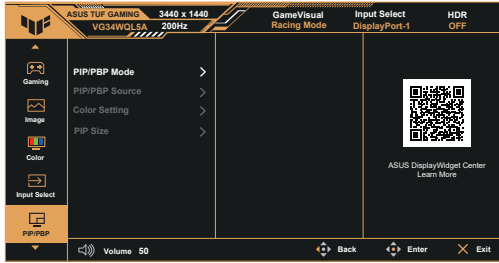 ASUS TUF GAMING 3440 x 1440
VG34WQL5A 200Hz
GameVisual
Racing Mode
Input Select
DisplayPort-1
HDR
OFF
Gaming
Image
Color
Input Select
PIP/PBP
PIP/PBP Mode
PIP/PBP Source
Color Setting
PIP Size
ASUS DisplayWidget Center
Learn More
Volume 50
Back
Enter
Exit